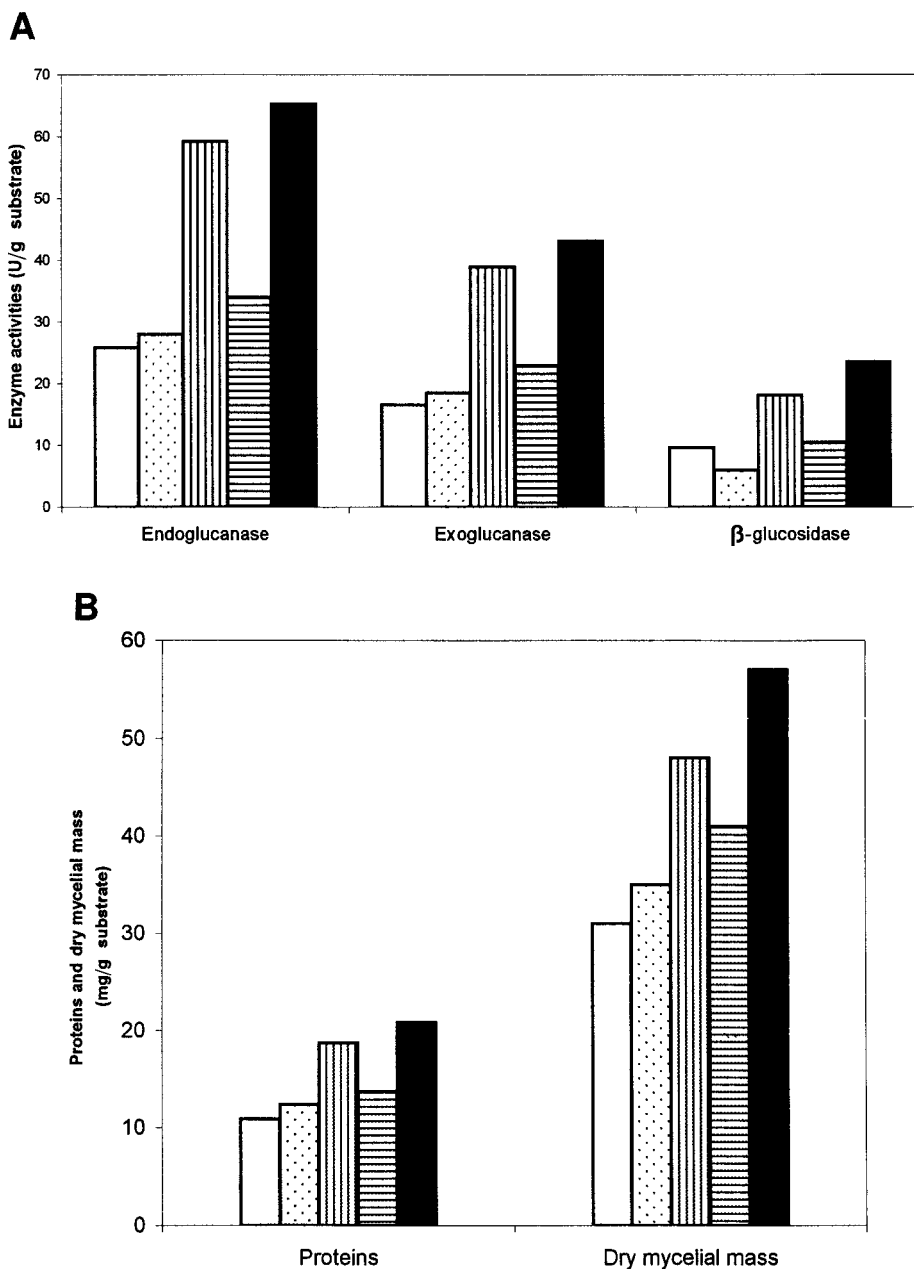 A
70
60
50
40
30
20
10
0
Enzyme activities (U/g substrate)
Endoglucanase
Exoglucanase
β-glucosidase
B
60
50
40
30
20
10
0
Proteins and dry mycelial mass
(mg/g substrate)
Proteins
Dry mycelial mass